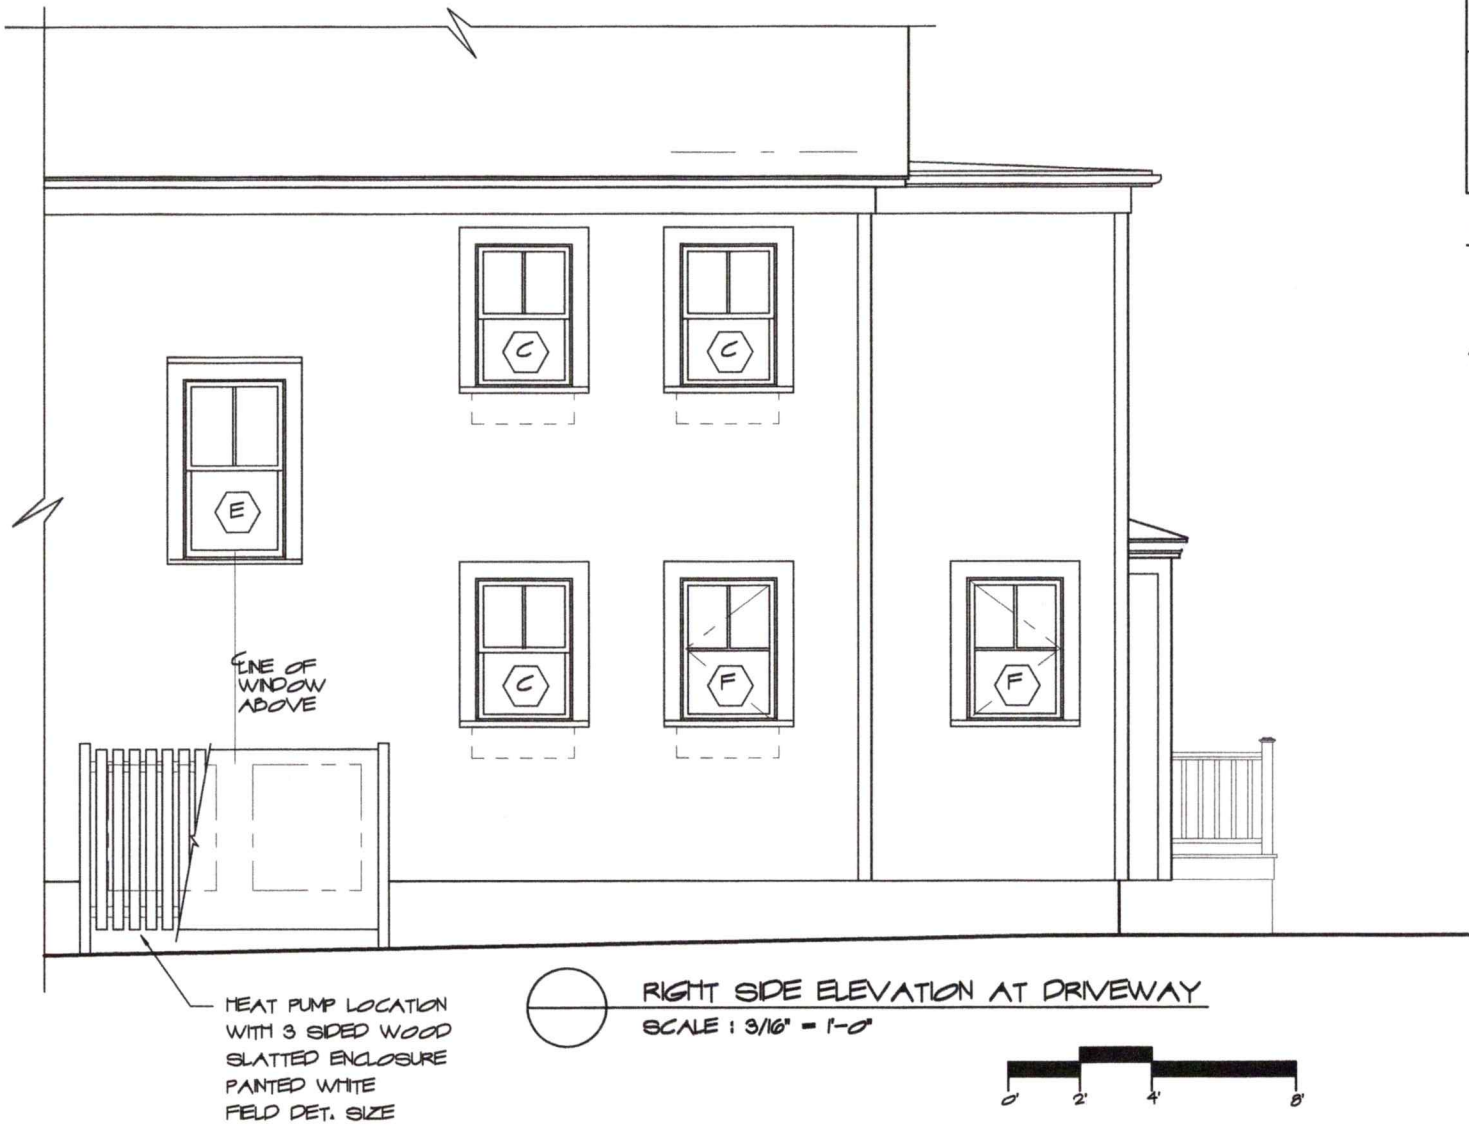 C
C
E
C
F
F
℄ LINE OF
WINDOW
ABOVE
HEAT PUMP LOCATION
WITH 3 SIDED WOOD
SLATTED ENCLOSURE
PAINTED WHITE
FIELD DET. SIZE
RIGHT SIDE ELEVATION AT DRIVEWAY
SCALE : 3/16" = 1'-0"
0' 2' 4' 8'